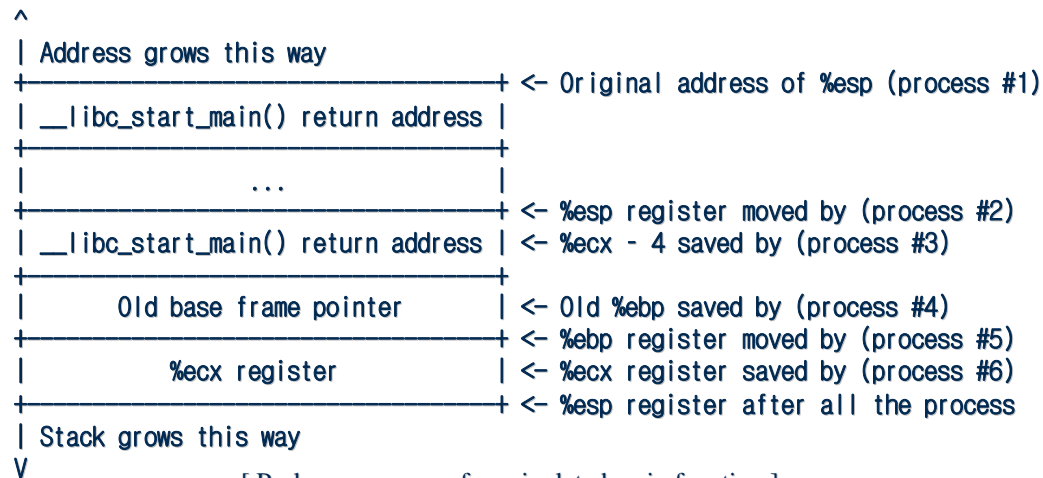 ^
| Address grows this way
+-----------------------------------+ <- Original address of %esp (process #1)
| __libc_start_main() return address |
+-----------------------------------+
| ... |
+-----------------------------------+ <- %esp register moved by (process #2)
| __libc_start_main() return address | <- %ecx - 4 saved by (process #3)
+-----------------------------------+
| Old base frame pointer | <- Old %ebp saved by (process #4)
+-----------------------------------+ <- %ebp register moved by (process #5)
| %ecx register | <- %ecx register saved by (process #6)
+-----------------------------------+ <- %esp register after all the process
| Stack grows this way
V